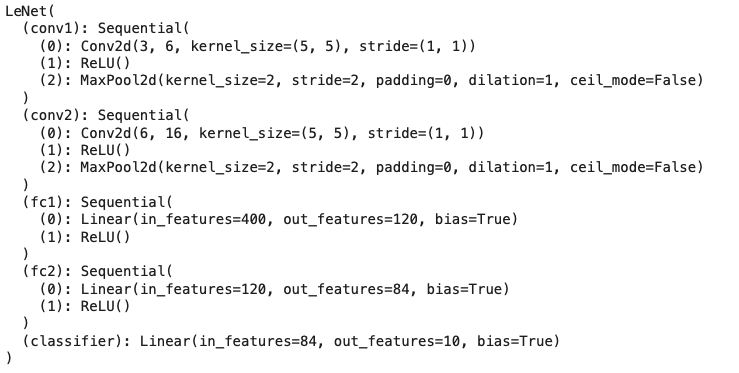 LeNet(
  (conv1): Sequential(
    (0): Conv2d(3, 6, kernel_size=(5, 5), stride=(1, 1))
    (1): ReLU()
    (2): MaxPool2d(kernel_size=2, stride=2, padding=0, dilation=1, ceil_mode=False)
  )
  (conv2): Sequential(
    (0): Conv2d(6, 16, kernel_size=(5, 5), stride=(1, 1))
    (1): ReLU()
    (2): MaxPool2d(kernel_size=2, stride=2, padding=0, dilation=1, ceil_mode=False)
  )
  (fc1): Sequential(
    (0): Linear(in_features=400, out_features=120, bias=True)
    (1): ReLU()
  )
  (fc2): Sequential(
    (0): Linear(in_features=120, out_features=84, bias=True)
    (1): ReLU()
  )
  (classifier): Linear(in_features=84, out_features=10, bias=True)
)